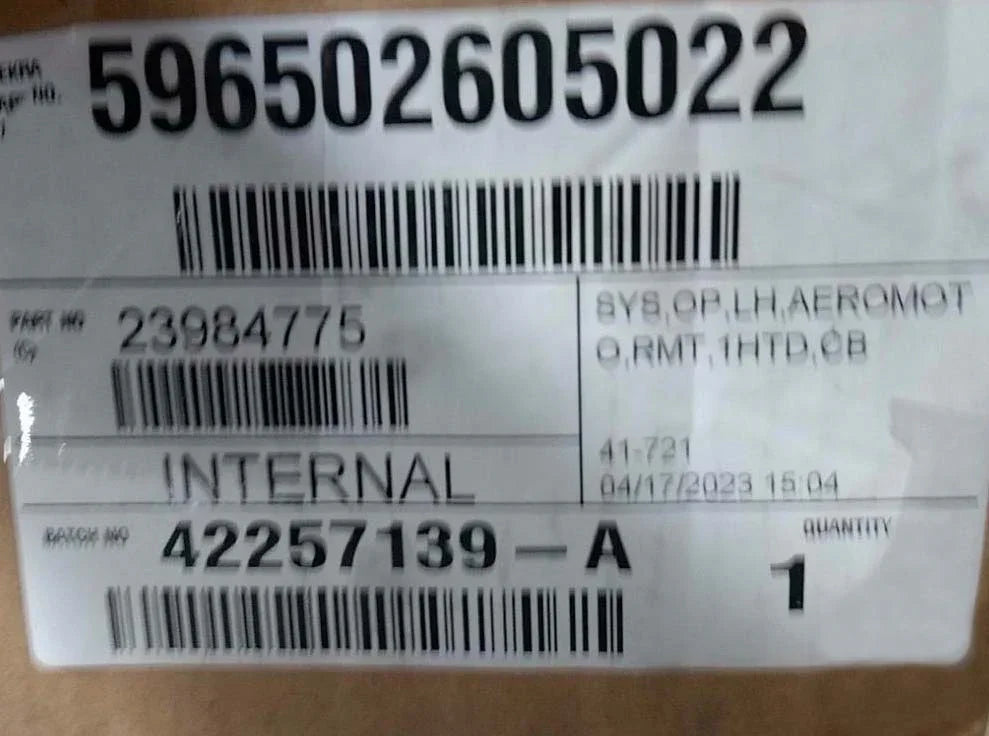 596502605022
PART NO
23984775
SYS,OP,LH,AEROMOT
O,RMT,1HTD,CB
41-721
04/17/2023 15:04
INTERNAL
BATCH NO
42257139 - A
QUANTITY
1